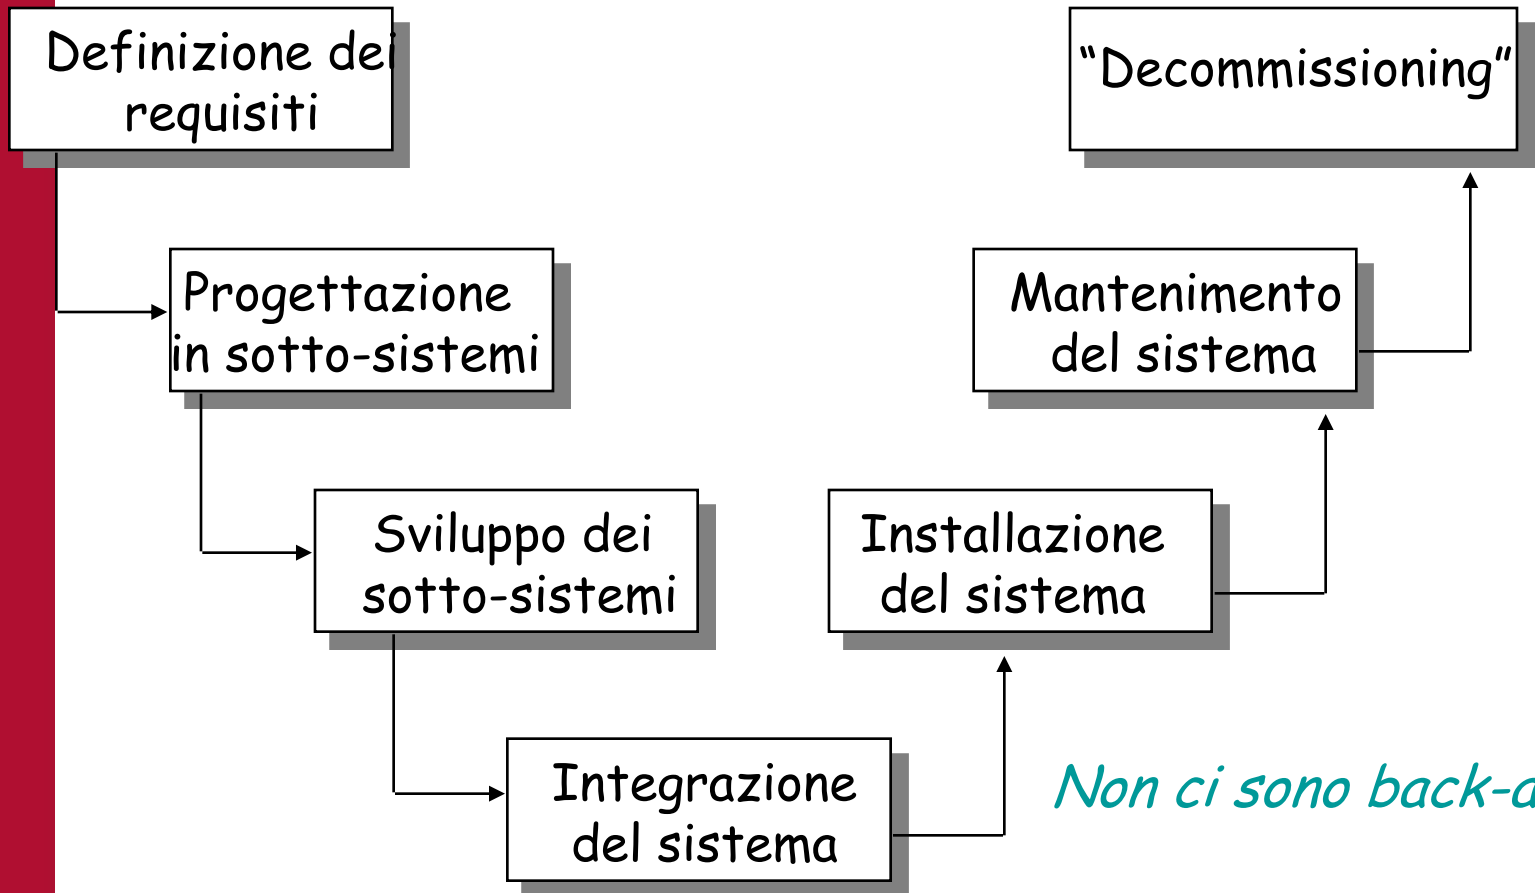 Definizione dei
requisiti
“Decommissioning”
Progettazione
in sotto-sistemi
Mantenimento
del sistema
Sviluppo dei
sotto-sistemi
Installazione
del sistema
Integrazione
del sistema
Non ci sono